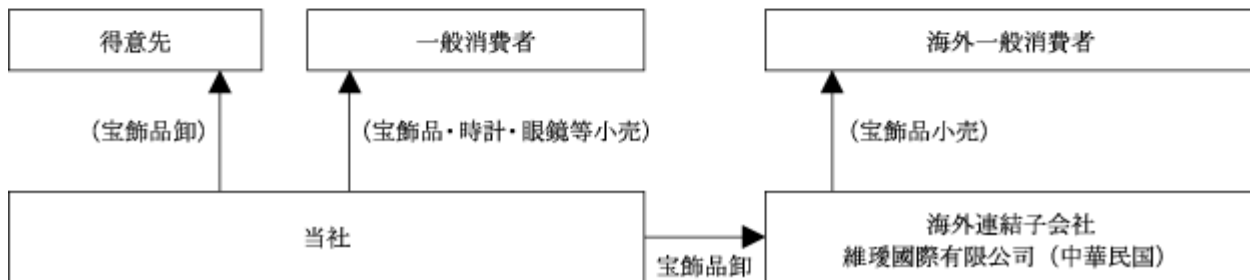 得意先
一般消費者
海外一般消費者
(宝飾品卸)
(宝飾品・時計・眼鏡等小売)
(宝飾品小売)
当社
宝飾品卸
海外連結子会社
維璦國際有限公司(中華民国)